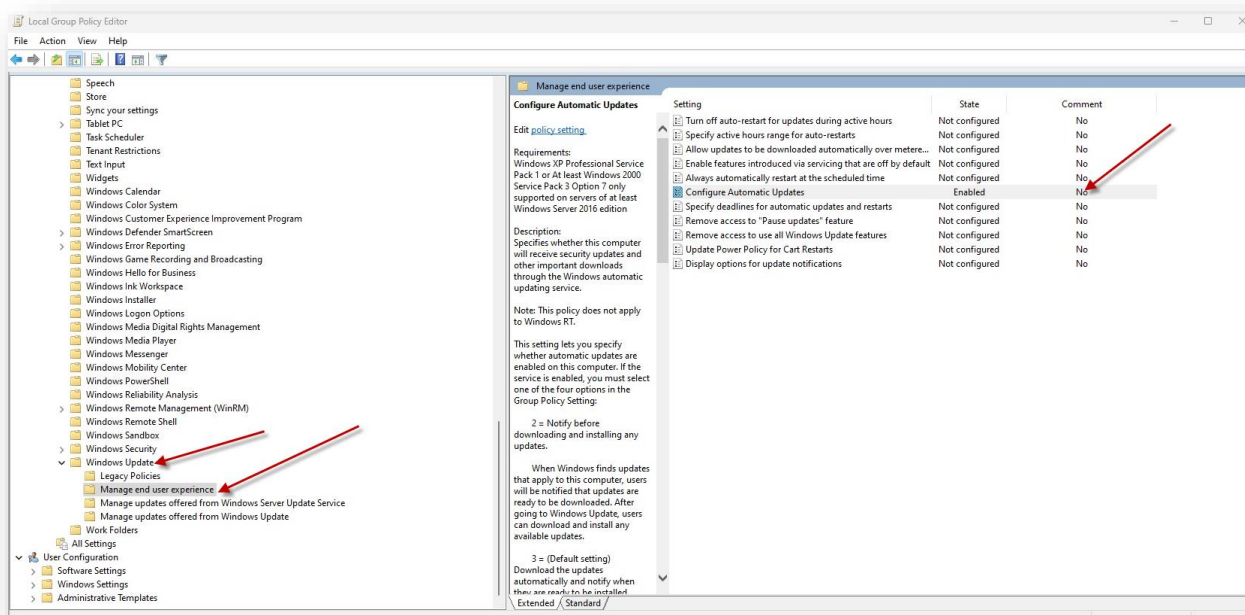 Local Group Policy Editor
File Action View Help
Speech
Store
Sync your settings
Tablet PC
Task Scheduler
Tenant Restrictions
Text Input
Widgets
Windows Calendar
Windows Color System
Windows Customer Experience Improvement Program
Windows Defender SmartScreen
Windows Error Reporting
Windows Game Recording and Broadcasting
Windows Hello for Business
Windows Ink Workspace
Windows Installer
Windows Logon Options
Windows Media Digital Rights Management
Windows Media Player
Windows Messenger
Windows Mobility Center
Windows PowerShell
Windows Reliability Analysis
Windows Remote Management (WinRM)
Windows Remote Shell
Windows Sandbox
Windows Security
Windows Update
Legacy Policies
Manage end user experience
Manage updates offered from Windows Server Update Service
Manage updates offered from Windows Update
Work Folders
All Settings
User Configuration
Software Settings
Windows Settings
Administrative Templates
Manage end user experience
Configure Automatic Updates
Edit policy setting
Requirements:
Windows XP Professional Service
Pack 1 or At least Windows 2000
Service Pack 3 Option 7 only
supported on servers of at least
Windows Server 2016 edition
Description:
Specifies whether this computer
will receive security updates and
other important downloads
through the Windows automatic
updating service.
Note: This policy does not apply
to Windows RT.
This setting lets you specify
whether automatic updates are
enabled on this computer. If the
service is enabled, you must select
one of the four options in the
Group Policy Setting:
2 = Notify before
downloading and installing any
updates.
When Windows finds updates
that apply to this computer, users
will be notified that updates are
ready to be downloaded. After
going to Windows Update, users
can download and install any
available updates.
3 = (Default setting)
Download the updates
automatically and notify when
they are ready to be installed
Setting State Comment
Turn off auto-restart for updates during active hours Not configured No
Specify active hours range for auto-restarts Not configured No
Allow updates to be downloaded automatically over metere... Not configured No
Enable features introduced via servicing that are off by default Not configured No
Always automatically restart at the scheduled time Not configured No
Configure Automatic Updates Enabled No
Specify deadlines for automatic updates and restarts Not configured No
Remove access to "Pause updates" feature Not configured No
Remove access to use all Windows Update features Not configured No
Update Power Policy for Cart Restarts Not configured No
Display options for update notifications Not configured No
Extended Standard